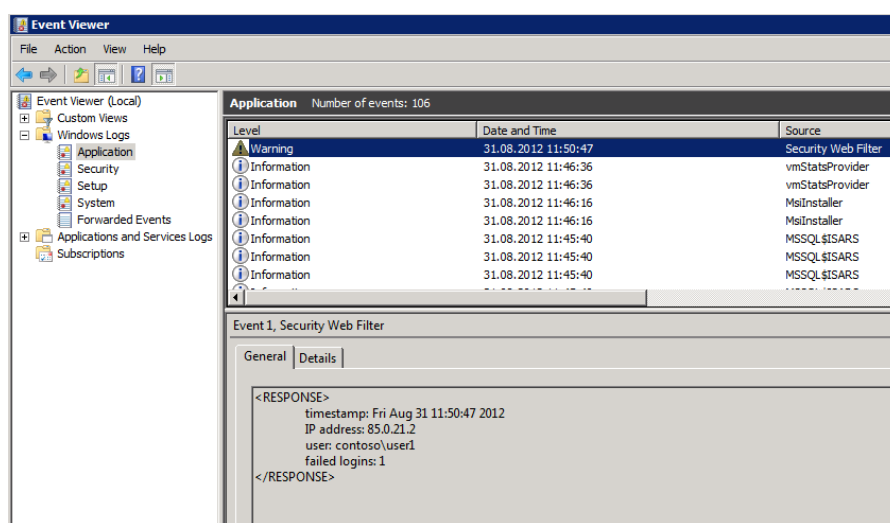 Event Viewer
File Action View Help
Event Viewer (Local)
Custom Views
Windows Logs
Application
Security
Setup
System
Forwarded Events
Applications and Services Logs
Subscriptions
Application Number of events: 106
Level Date and Time Source
Warning 31.08.2012 11:50:47 Security Web Filter
Information 31.08.2012 11:46:36 vmStatsProvider
Information 31.08.2012 11:46:36 vmStatsProvider
Information 31.08.2012 11:46:16 MsiInstaller
Information 31.08.2012 11:46:16 MsiInstaller
Information 31.08.2012 11:45:40 MSSQL$ISARS
Information 31.08.2012 11:45:40 MSSQL$ISARS
Information 31.08.2012 11:45:40 MSSQL$ISARS
Event 1, Security Web Filter
General Details
<RESPONSE>
timestamp: Fri Aug 31 11:50:47 2012
IP address: 85.0.21.2
user: contoso\user1
failed logins: 1
</RESPONSE>